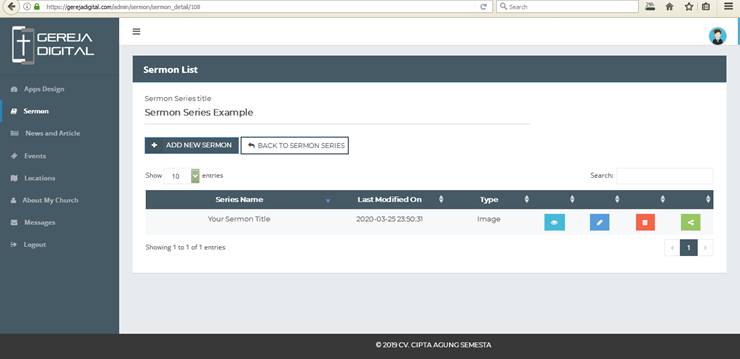 https://gerejadigital.com/admin/sermon/sermon_detail/108
Search
GEREJA
DIGITAL
Apps Design
Sermon
News and Article
Events
Locations
About My Church
Messages
Logout
Sermon List
Sermon Series title
Sermon Series Example
ADD NEW SERMON
BACK TO SERMON SERIES
Show 10 entries
Search:
Series Name Last Modified On Type
Your Sermon Title 2020-03-25 23:50:31 Image
Showing 1 to 1 of 1 entries
1
© 2019 CV. CIPTA AGUNG SEMESTA